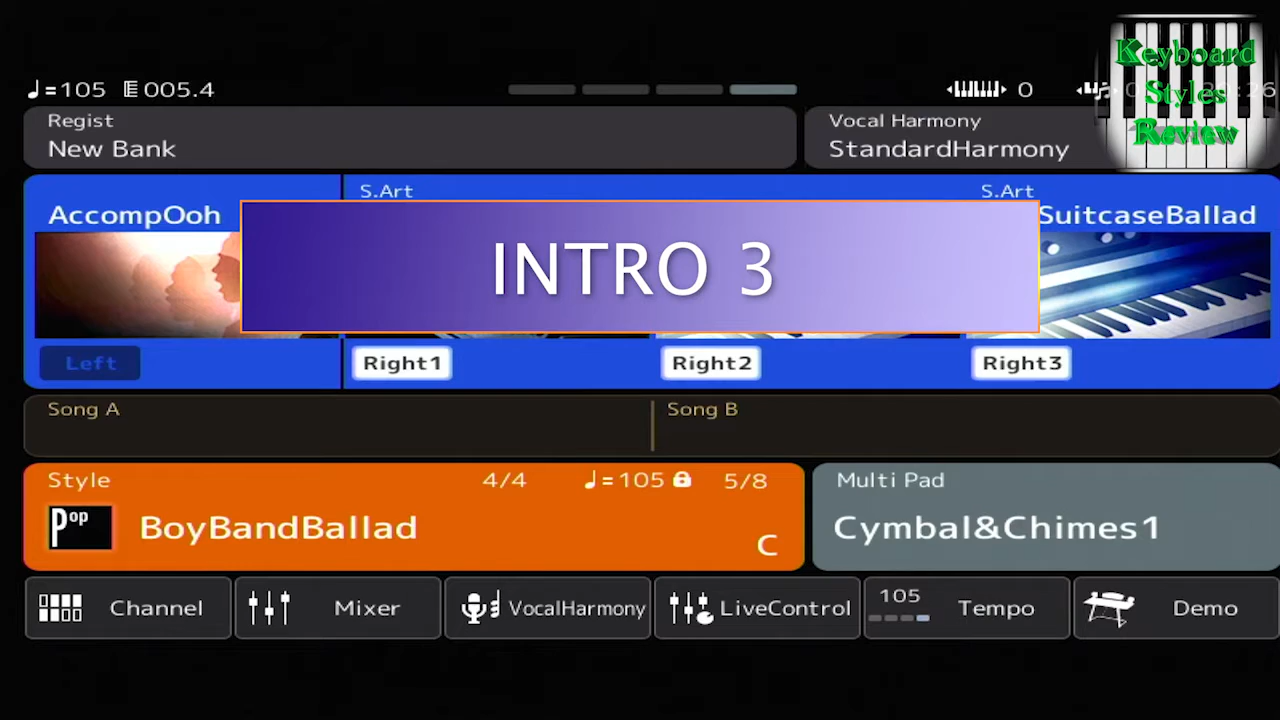 =105 005.4 0
Keyboard
Styles
Review
Regist
New Bank
Vocal Harmony
StandardHarmony
AccompOoh
S.Art
S.Art
SuitcaseBallad
INTRO 3
Left
Right1
Right2
Right3
Song A
Song B
Style 4/4 =105 5/8
Pop
BoyBandBallad
C
Multi Pad
Cymbal&Chimes1
Channel
Mixer
VocalHarmony
LiveControl
105
Tempo
Demo